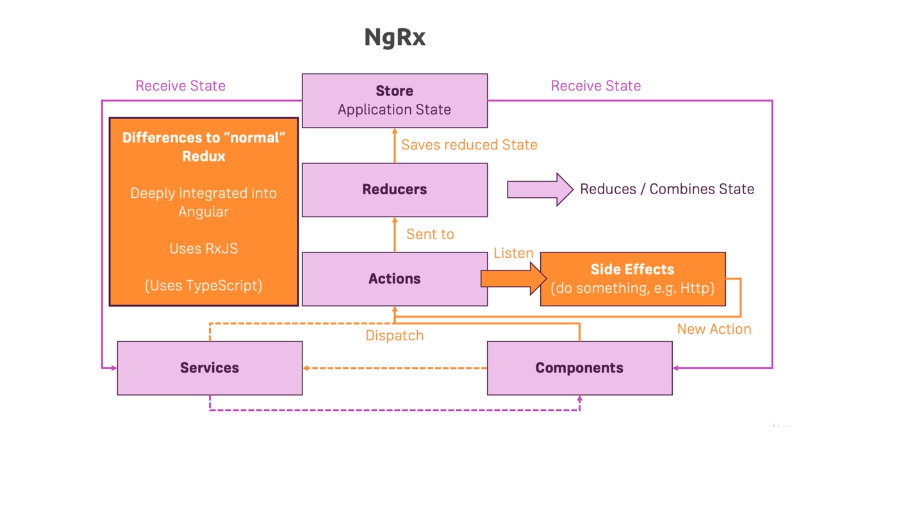 NgRx
Receive State
Store
Application State
Receive State
Differences to “normal”
Redux
Deeply integrated into
Angular
Uses RxJS
(Uses TypeScript)
Saves reduced State
Reducers
Reduces / Combines State
Sent to
Actions
Listen
Side Effects
(do something, e.g. Http)
New Action
Dispatch
Services
Components